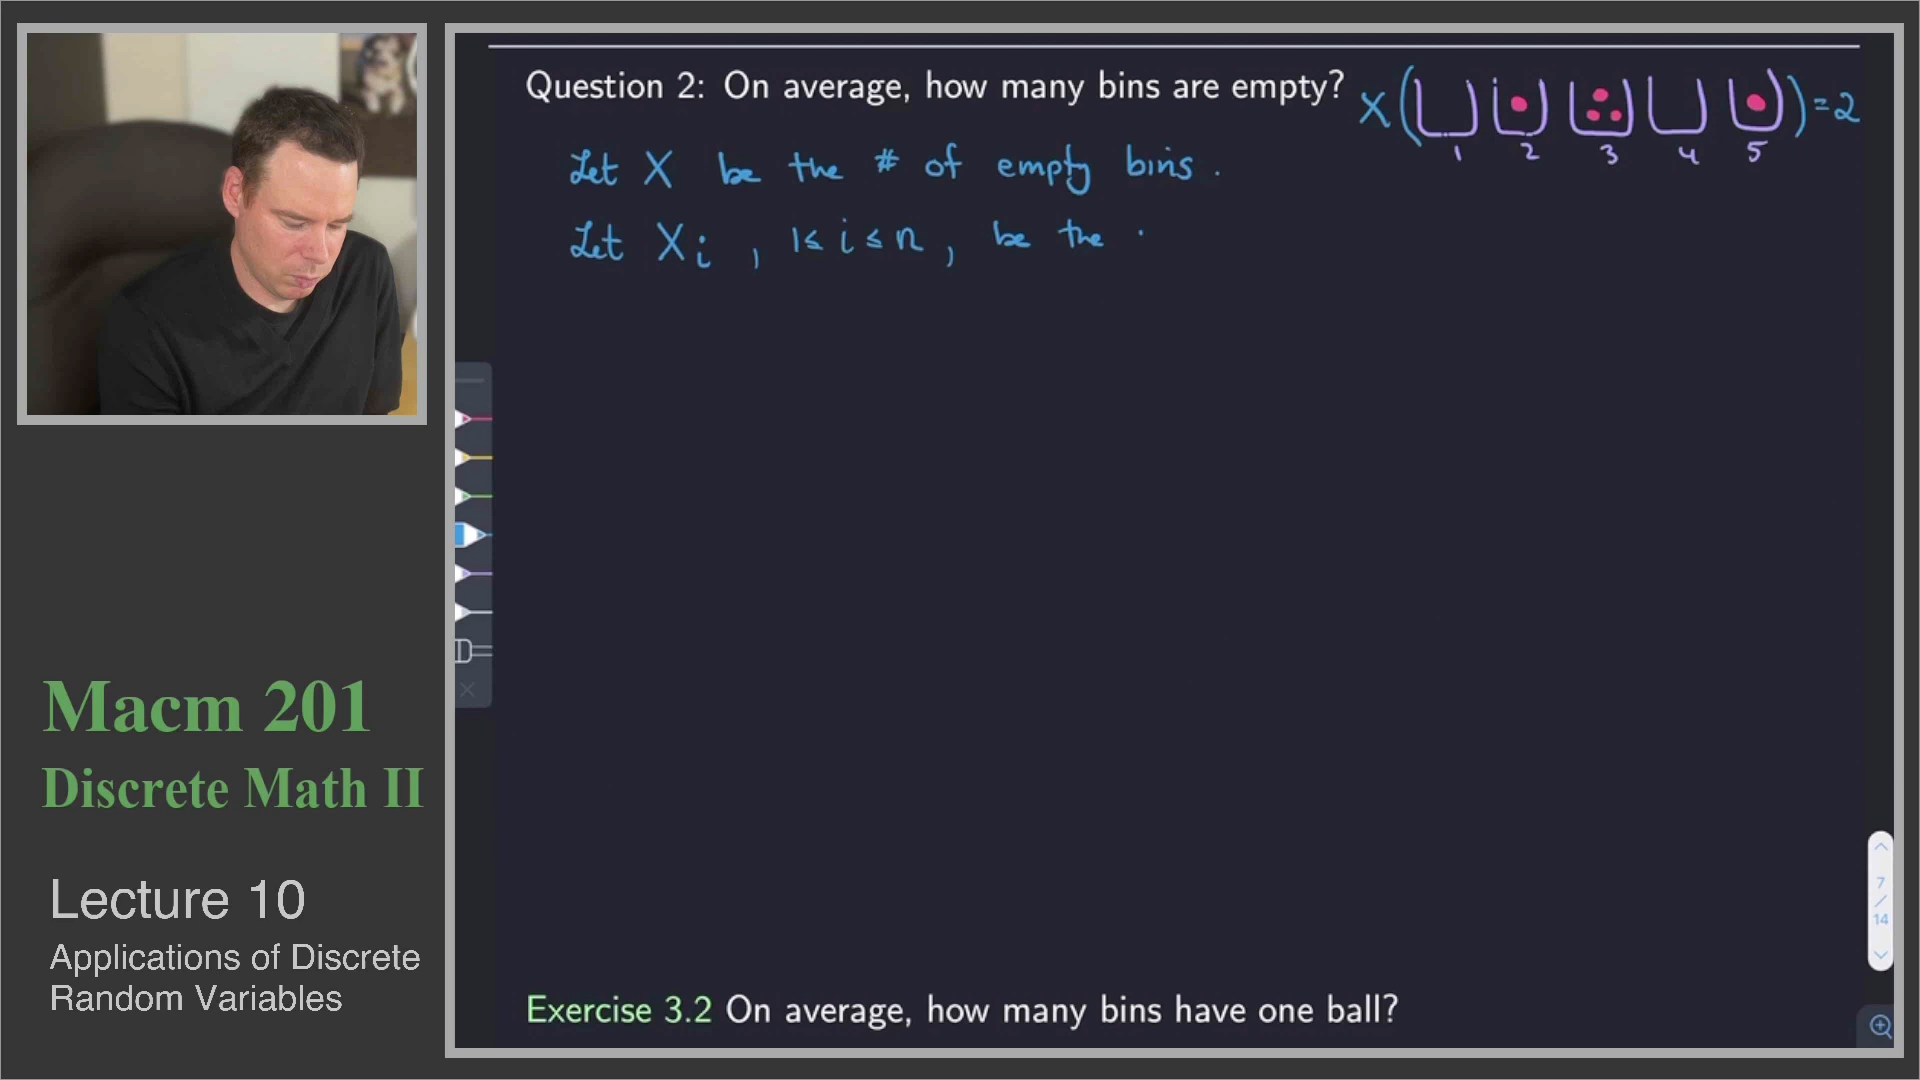 Question 2: On average, how many bins are empty? X ( ) = 2
1 2 3 4 5
Let X be the # of empty bins.
Let Xi, 1 ≤ i ≤ n, be the
Macm 201
Discrete Math II
Lecture 10
Applications of Discrete
Random Variables
7
/
14
Exercise 3.2 On average, how many bins have one ball?